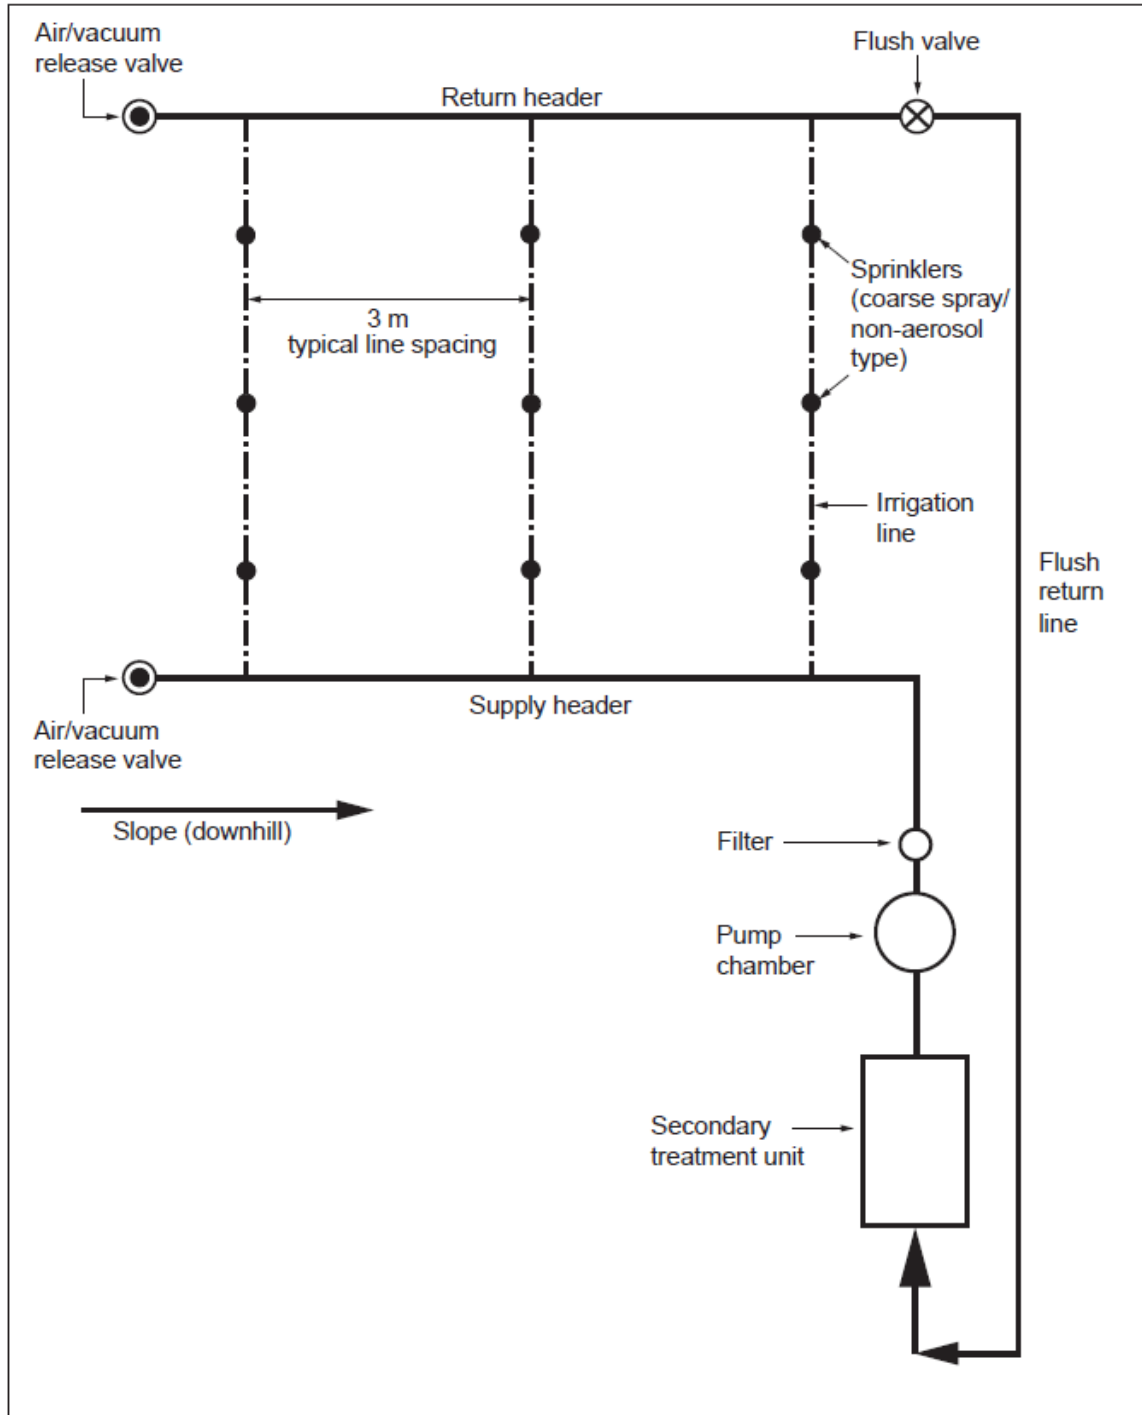 Air/vacuum
release valve
Flush valve
Return header
Sprinklers
(coarse spray/
non-aerosol
type)
3 m
typical line spacing
Irrigation
line
Flush
return
line
Supply header
Air/vacuum
release valve
Slope (downhill)
Filter
Pump
chamber
Secondary
treatment unit